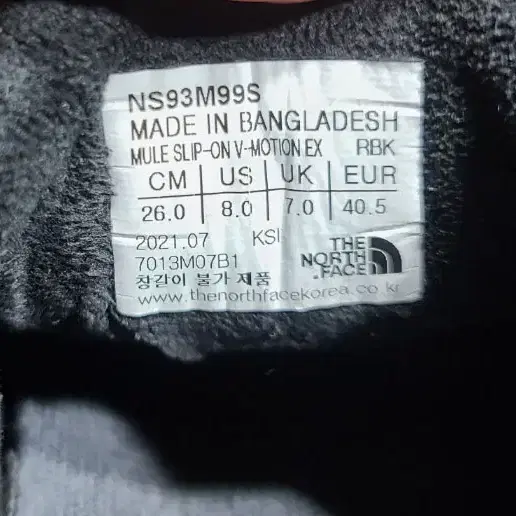 NS93M99S
MADE IN BANGLADESH
MULE SLIP-ON V-MOTION EX RBK
CM US UK EUR
26.0 8.0 7.0 40.5
2021.07 KSI
7013M07B1
창갈이 불가 제품
THE
NORTH
FACE
www.thenorthfacekorea.co.kr